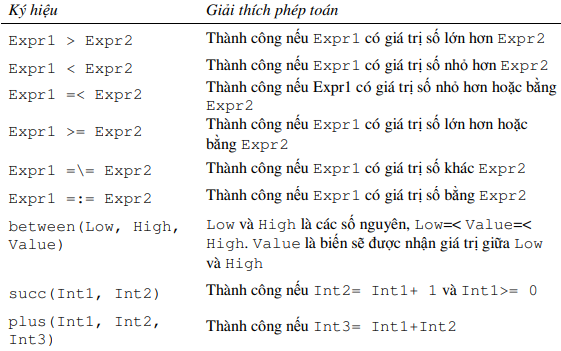 Ký hiệu Giải thích phép toán
Expr1 > Expr2 Thành công nếu Expr1 có giá trị số lớn hơn Expr2
Expr1 < Expr2 Thành công nếu Expr1 có giá trị số nhỏ hơn Expr2
Expr1 =< Expr2 Thành công nếu Expr1 có giá trị số nhỏ hơn hoặc bằng
Expr2
Expr1 >= Expr2 Thành công nếu Expr1 có giá trị số lớn hơn hoặc
bằng Expr2
Expr1 =\= Expr2 Thành công nếu Expr1 có giá trị số khác Expr2
Expr1 =:= Expr2 Thành công nếu Expr1 có giá trị số bằng Expr2
between(Low, High, Low và High là các số nguyên, Low=< Value=<
Value) High. Value là biến sẽ được nhận giá trị giữa Low
và High
succ(Int1, Int2) Thành công nếu Int2= Int1+ 1 và Int1>= 0
plus(Int1, Int2, Thành công nếu Int3= Int1+Int2
Int3)